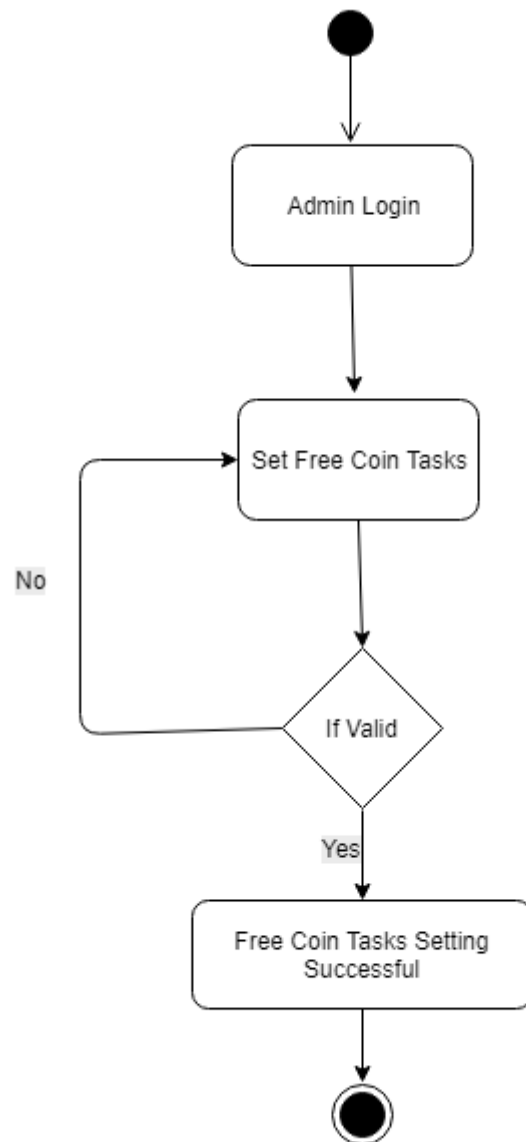 Admin Login
Set Free Coin Tasks
No
If Valid
Yes
Free Coin Tasks Setting
Successful